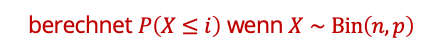 berechnet P(X ≤ i) wenn X ~ Bin(n, p)